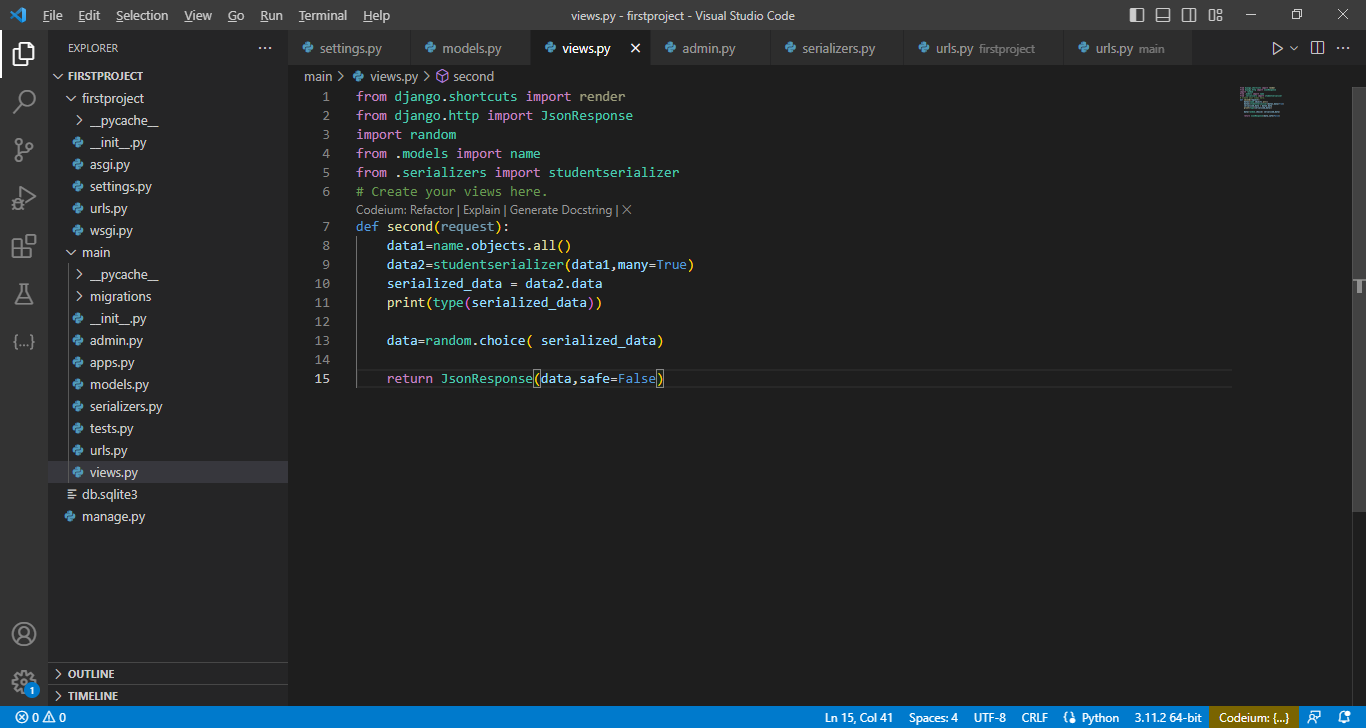 File Edit Selection View Go Run Terminal Help
views.py - firstproject - Visual Studio Code
EXPLORER
settings.py
models.py
views.py
admin.py
serializers.py
urls.py firstproject
urls.py main
FIRSTPROJECT
firstproject
__pycache__
__init__.py
asgi.py
settings.py
urls.py
wsgi.py
main
__pycache__
migrations
__init__.py
admin.py
apps.py
models.py
serializers.py
tests.py
urls.py
views.py
db.sqlite3
manage.py
OUTLINE
TIMELINE
1
main > views.py > second
1 from django.shortcuts import render
2 from django.http import JsonResponse
3 import random
4 from .models import name
5 from .serializers import studentserializer
6 # Create your views here.
Codeium: Refactor | Explain | Generate Docstring | X
7 def second(request):
8 data1=name.objects.all()
9 data2=studentserializer(data1,many=True)
10 serialized_data = data2.data
11 print(type(serialized_data))
12
13 data=random.choice( serialized_data)
14
15 return JsonResponse(data,safe=False)
0 0
Ln 15, Col 41 Spaces: 4 UTF-8 CRLF Python 3.11.2 64-bit Codeium: {...}